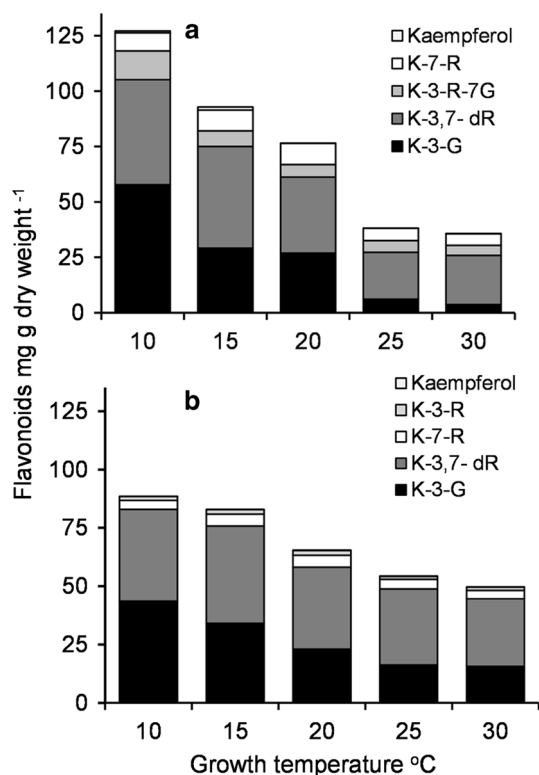 a
125
100
75
50
25
0
Kaempferol
K-7-R
K-3-R-7G
K-3,7- dR
K-3-G
10 15 20 25 30
b
125
100
75
50
25
0
Kaempferol
K-3-R
K-7-R
K-3,7- dR
K-3-G
10 15 20 25 30
Flavonoids mg g dry weight -1
Growth temperature ºC